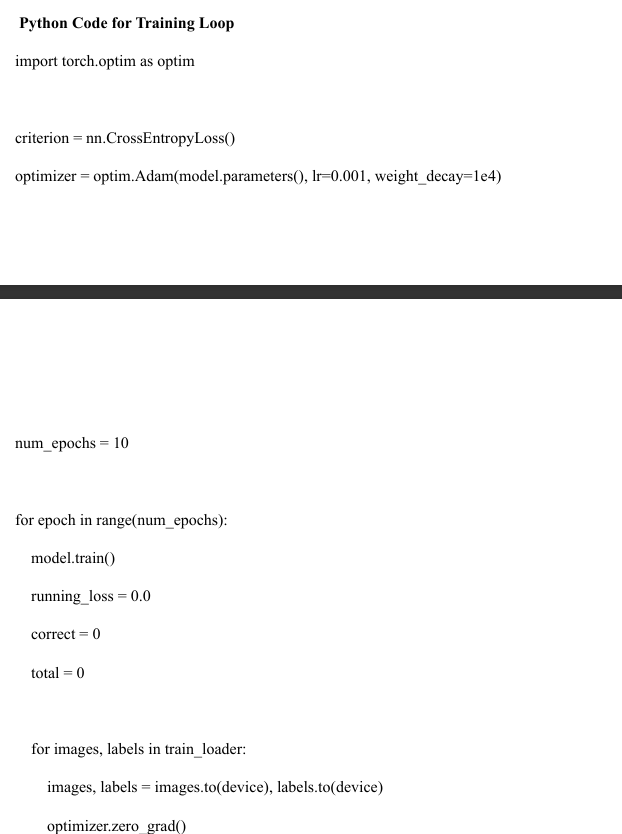 Python Code for Training Loop
import torch.optim as optim
criterion = nn.CrossEntropyLoss()
optimizer = optim.Adam(model.parameters(), lr=0.001, weight_decay=1e4)
num_epochs = 10
for epoch in range(num_epochs):
model.train()
running_loss = 0.0
correct = 0
total = 0
for images, labels in train_loader:
images, labels = images.to(device), labels.to(device)
optimizer.zero_grad()